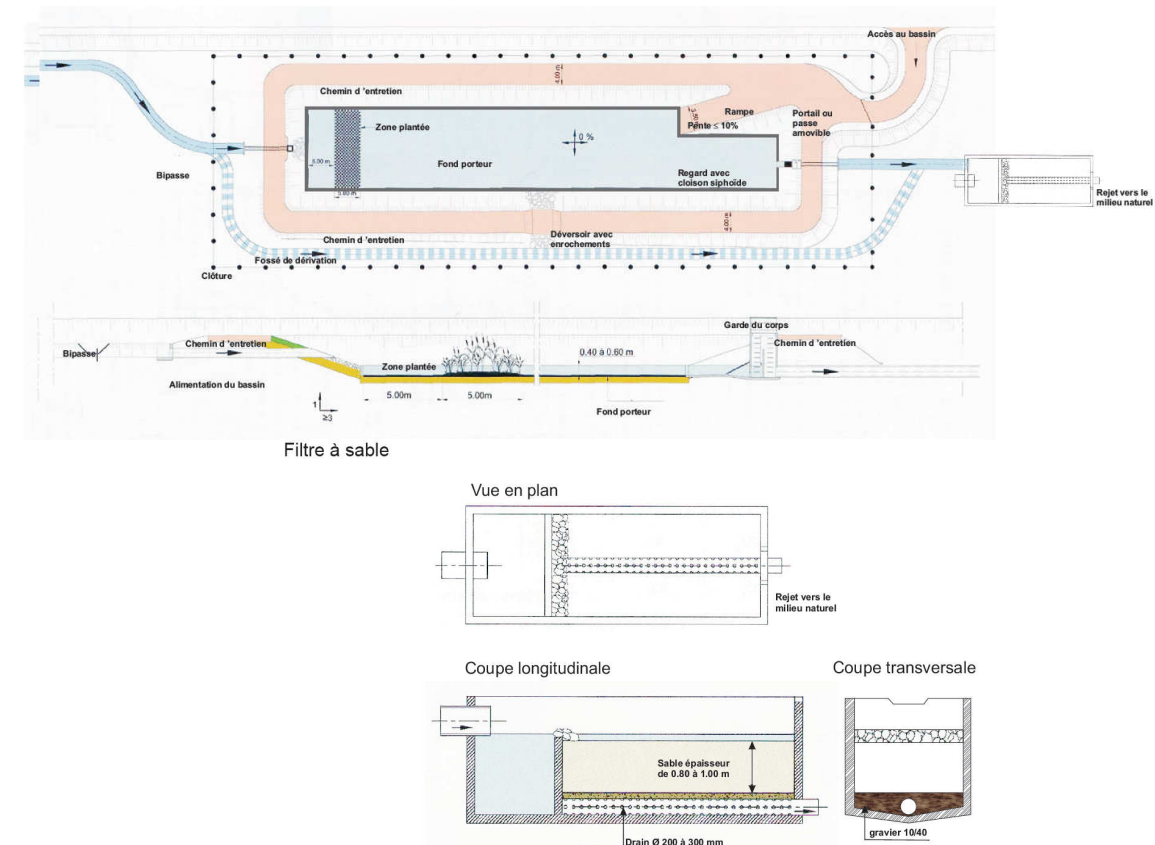 Accès au bassin
4.00 m
Chemin d 'entretien
Rampe
Portail ou
passe
amovible
Zone plantée
0 %
Pente ≤ 10%
5.00 m
Fond porteur
Bipasse
Regard avec
cloison siphoïde
Rejet vers le
milieu naturel
4.00 m
Chemin d 'entretien
Déversoir avec
enrochements
Fossé de dérivation
Clôture
Garde du corps
Bipasse
Chemin d 'entretien
Chemin d 'entretien
0.40 à 0.60 m
Zone plantée
Alimentation du bassin
5.00m
5.00m
Fond porteur
1
≥3
Filtre à sable
Vue en plan
Rejet vers le
milieu naturel
Coupe longitudinale
Coupe transversale
Sable épaisseur
de 0.80 à 1.00 m
gravier 10/40
Drain Ø 200 à 300 mm